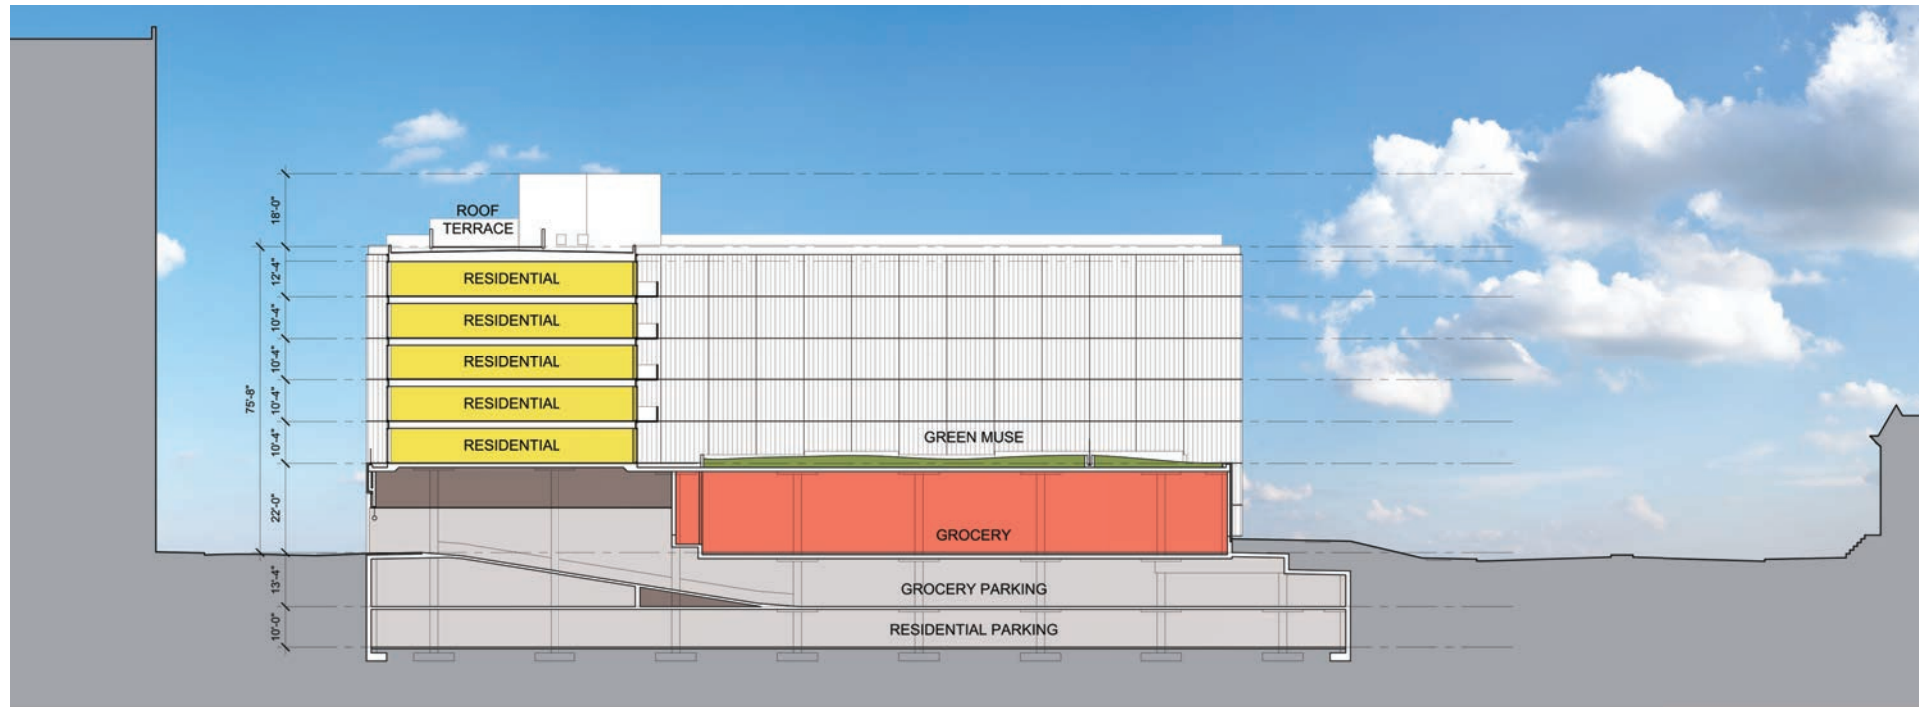 18'-0"
ROOF
TERRACE
12'-4"
RESIDENTIAL
10'-4"
RESIDENTIAL
10'-4"
RESIDENTIAL
75'-8"
10'-4"
RESIDENTIAL
10'-4"
RESIDENTIAL
GREEN MUSE
22'-0"
GROCERY
13'-4"
GROCERY PARKING
10'-0"
RESIDENTIAL PARKING